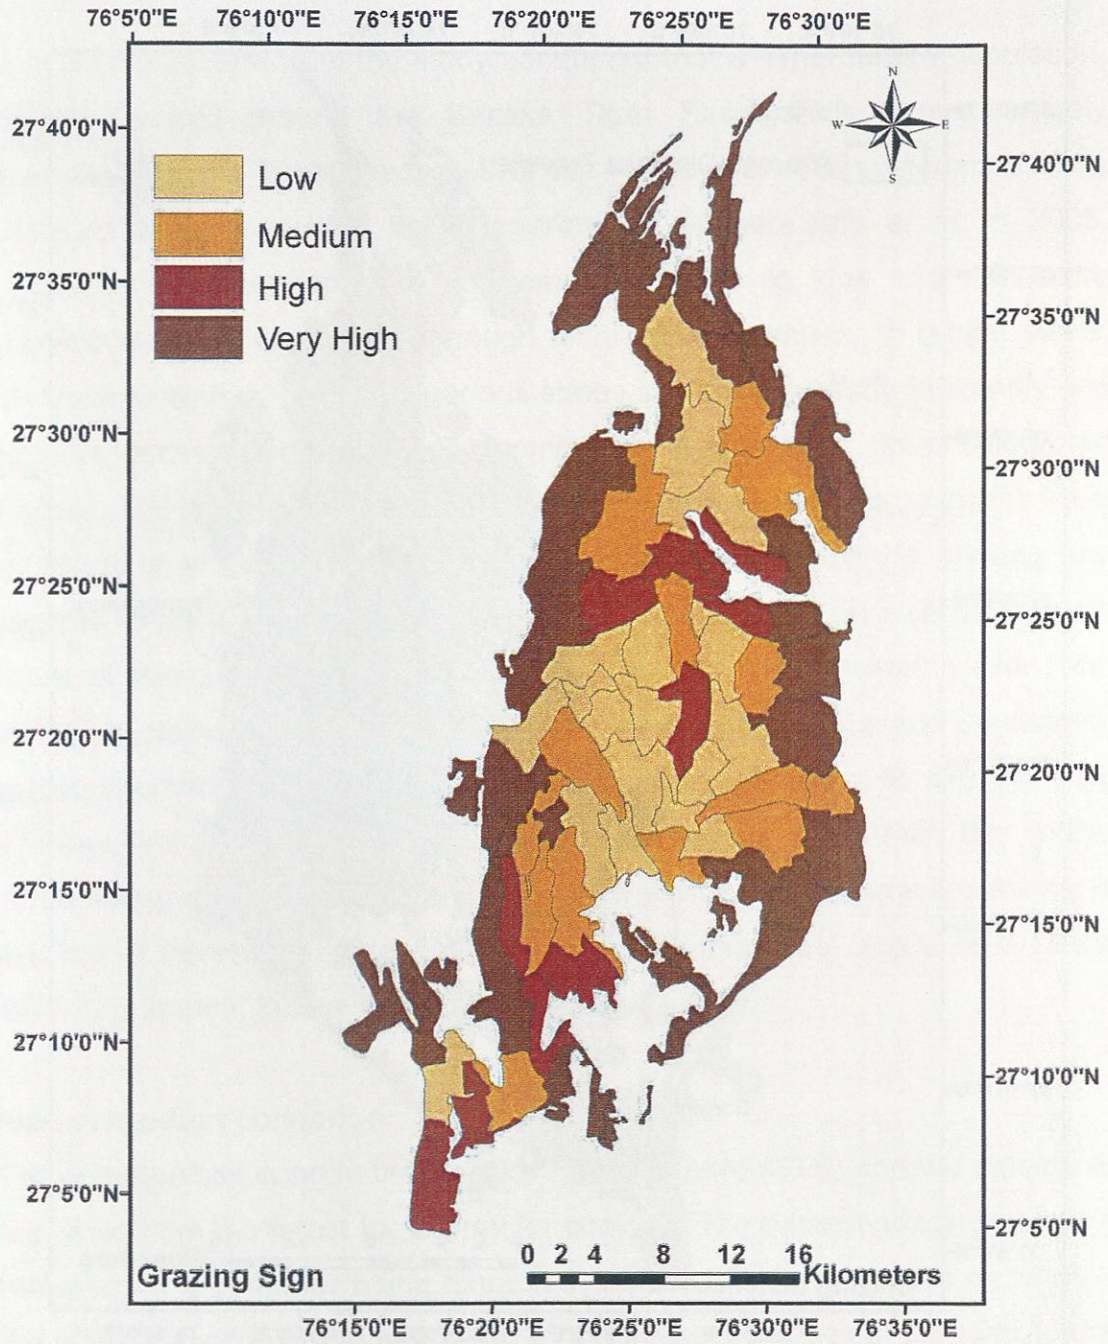 76°5'0"E 76°10'0"E 76°15'0"E 76°20'0"E 76°25'0"E 76°30'0"E
N
W E
S
27°40'0"N
27°40'0"N
Low
Medium
27°35'0"N
High
27°35'0"N
Very High
27°30'0"N
27°30'0"N
27°25'0"N
27°25'0"N
27°20'0"N
27°20'0"N
27°15'0"N
27°15'0"N
27°10'0"N
27°10'0"N
27°5'0"N
27°5'0"N
0 2 4 8 12 16
Grazing Sign
Kilometers
76°15'0"E 76°20'0"E 76°25'0"E 76°30'0"E 76°35'0"E